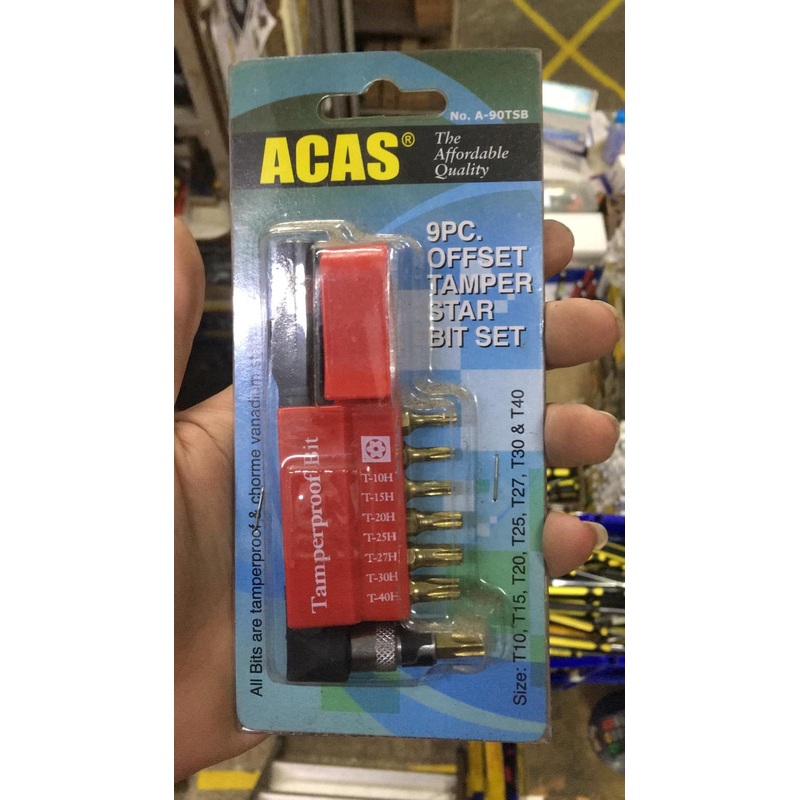 No. A-90TSB
ACAS®
The
Affordable
Quality
9PC.
OFFSET
TAMPER
STAR
BIT SET
Tamperproof Bit
T-10H
T-15H
T-20H
T-25H
T-27H
T-30H
T-40H
All Bits are tamperproof & chorme vanadium
Size: T10, T15, T20, T25, T27, T30 & T40